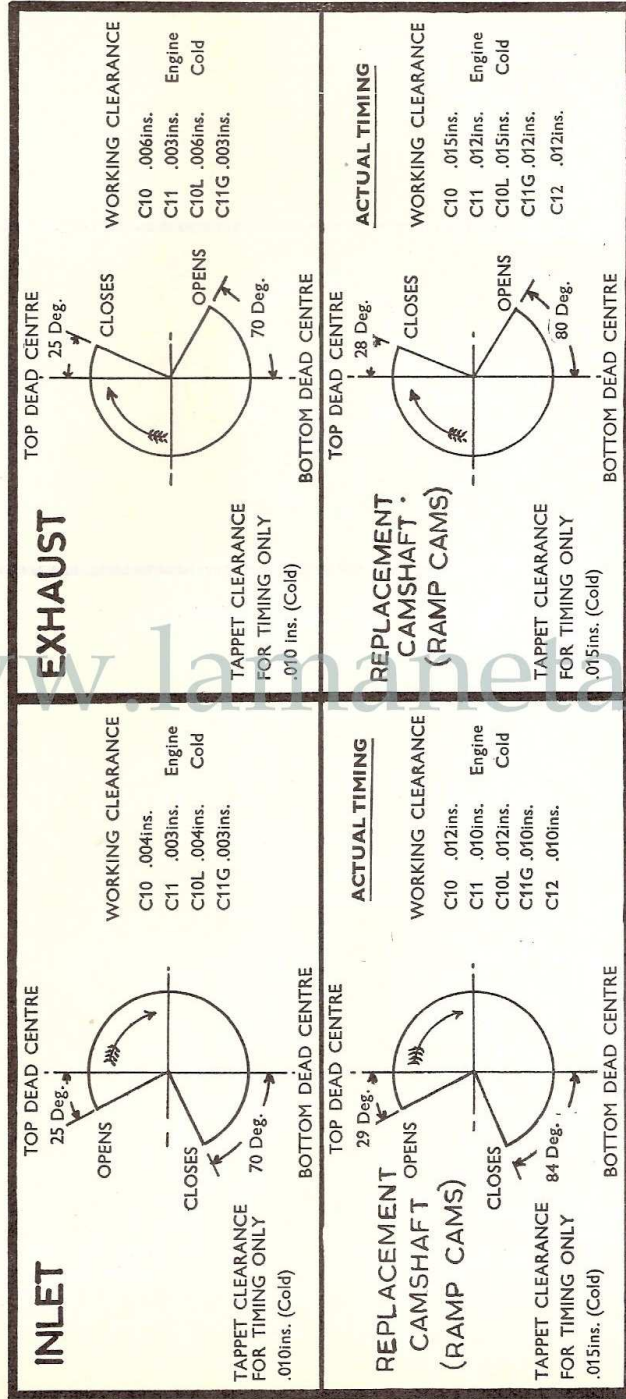 INLET
TOP DEAD CENTRE
25 Deg.
OPENS
CLOSES
70 Deg.
BOTTOM DEAD CENTRE
TAPPET CLEARANCE
FOR TIMING ONLY
.010ins. (Cold)
WORKING CLEARANCE
C10 .004ins.
C11 .003ins. Engine
C10L .004ins. Cold
C11G .003ins.
EXHAUST
TOP DEAD CENTRE
25 Deg.
CLOSES
OPENS
70 Deg.
BOTTOM DEAD CENTRE
TAPPET CLEARANCE
FOR TIMING ONLY
.010 ins. (Cold)
WORKING CLEARANCE
C10 .006ins.
C11 .003ins. Engine
C10L .006ins. Cold
C11G .003ins.
REPLACEMENT
CAMSHAFT
(RAMP CAMS)
TOP DEAD CENTRE
29 Deg.
OPENS
CLOSES
84 Deg.
BOTTOM DEAD CENTRE
TAPPET CLEARANCE
FOR TIMING ONLY
.015ins. (Cold)
ACTUAL TIMING
WORKING CLEARANCE
C10 .012ins.
C11 .010ins. Engine
C10L .012ins. Cold
C11G .010ins.
C12 .010ins.
REPLACEMENT
CAMSHAFT .
(RAMP CAMS)
TOP DEAD CENTRE
28 Deg.
CLOSES
OPENS
80 Deg.
BOTTOM DEAD CENTRE
TAPPET CLEARANCE
FOR TIMING ONLY
.015ins. (Cold)
ACTUAL TIMING
WORKING CLEARANCE
C10 .015ins.
C11 .012ins. Engine
C10L .015ins. Cold
C11G .012ins.
C12 .012ins.
w.lamaneta